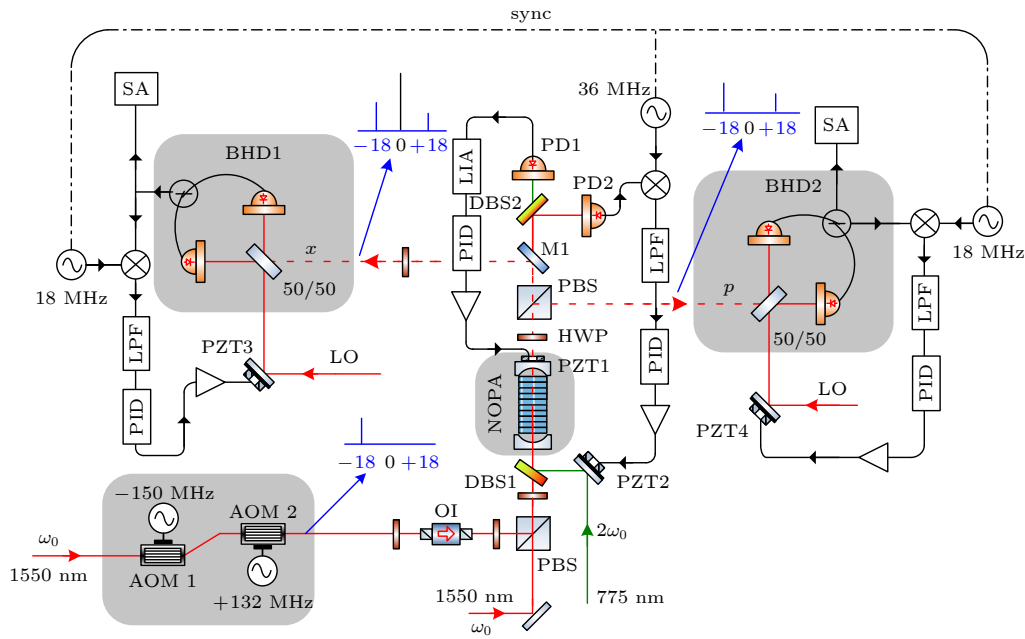 sync
SA
BHD1
−18 0 +18
x
50/50
18 MHz
LPF
PID
PZT3
LO
LIA
PID
PD1
DBS2
PD2
M1
PBS
HWP
PZT1
NOPA
36 MHz
LPF
PID
PZT2
DBS1
−18 0 +18
SA
BHD2
p
50/50
18 MHz
LPF
PID
LO
PZT4
−18 0 +18
−150 MHz
AOM 2
ω₀
1550 nm
AOM 1
+132 MHz
OI
PBS
2ω₀
1550 nm
ω₀
775 nm